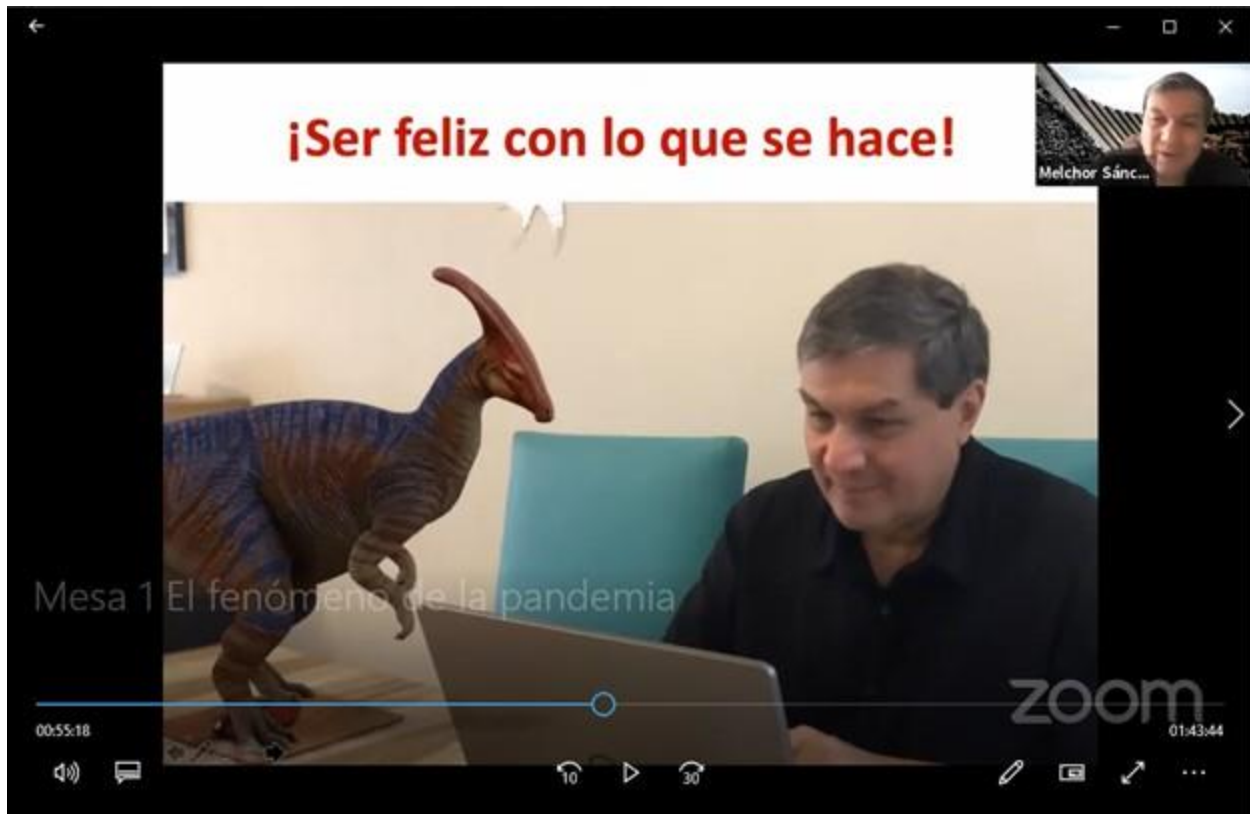 ¡Ser feliz con lo que se hace!
Melchor Sánc...
Mesa 1 El fenómeno de la pandemia
zoom
00:55:18
01:43:44
10
30